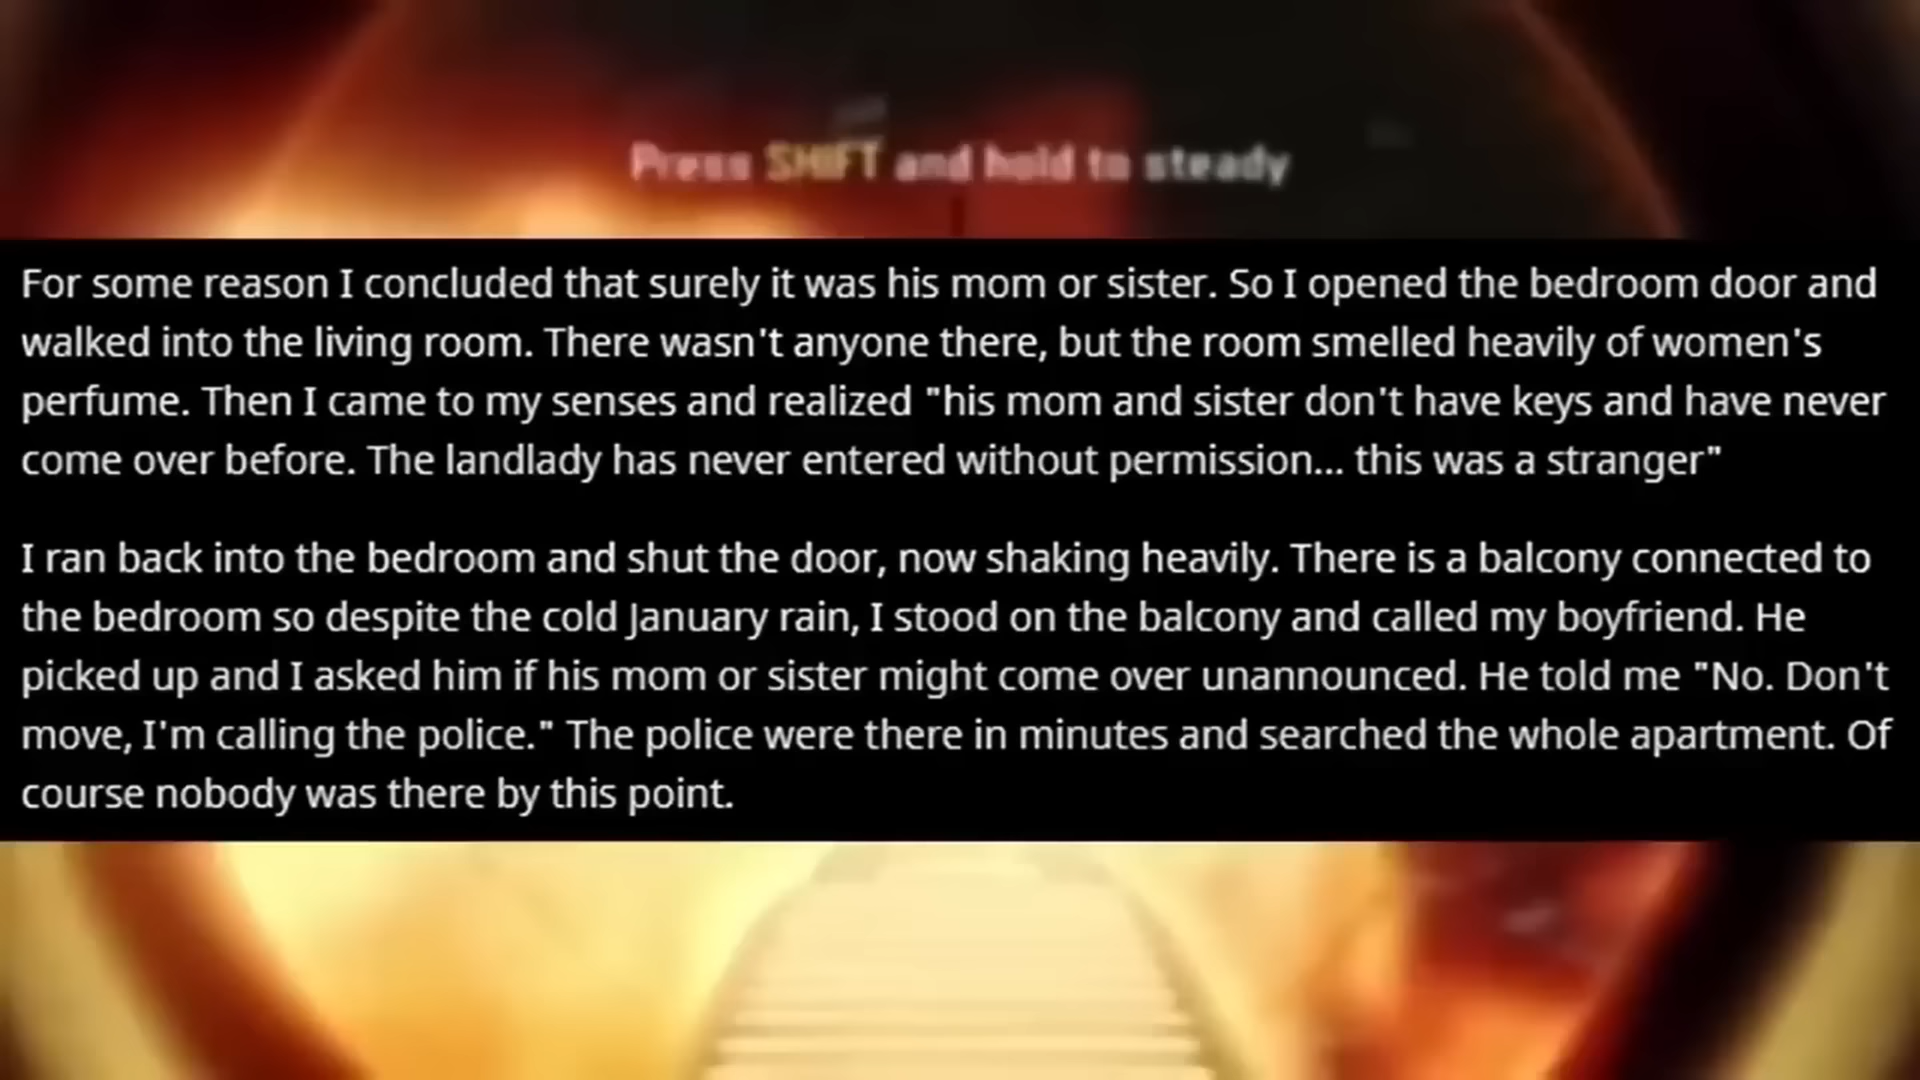 Press SHIFT and hold to steady
For some reason I concluded that surely it was his mom or sister. So I opened the bedroom door and
walked into the living room. There wasn't anyone there, but the room smelled heavily of women's
perfume. Then I came to my senses and realized "his mom and sister don't have keys and have never
come over before. The landlady has never entered without permission... this was a stranger"
I ran back into the bedroom and shut the door, now shaking heavily. There is a balcony connected to
the bedroom so despite the cold January rain, I stood on the balcony and called my boyfriend. He
picked up and I asked him if his mom or sister might come over unannounced. He told me "No. Don't
move, I'm calling the police." The police were there in minutes and searched the whole apartment. Of
course nobody was there by this point.